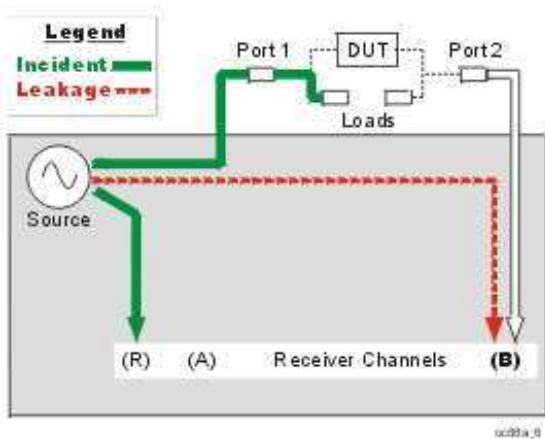 Legend
Incident
Leakage
Port 1
DUT
Port 2
Loads
Source
(R)
(A)
Receiver Channels
(B)